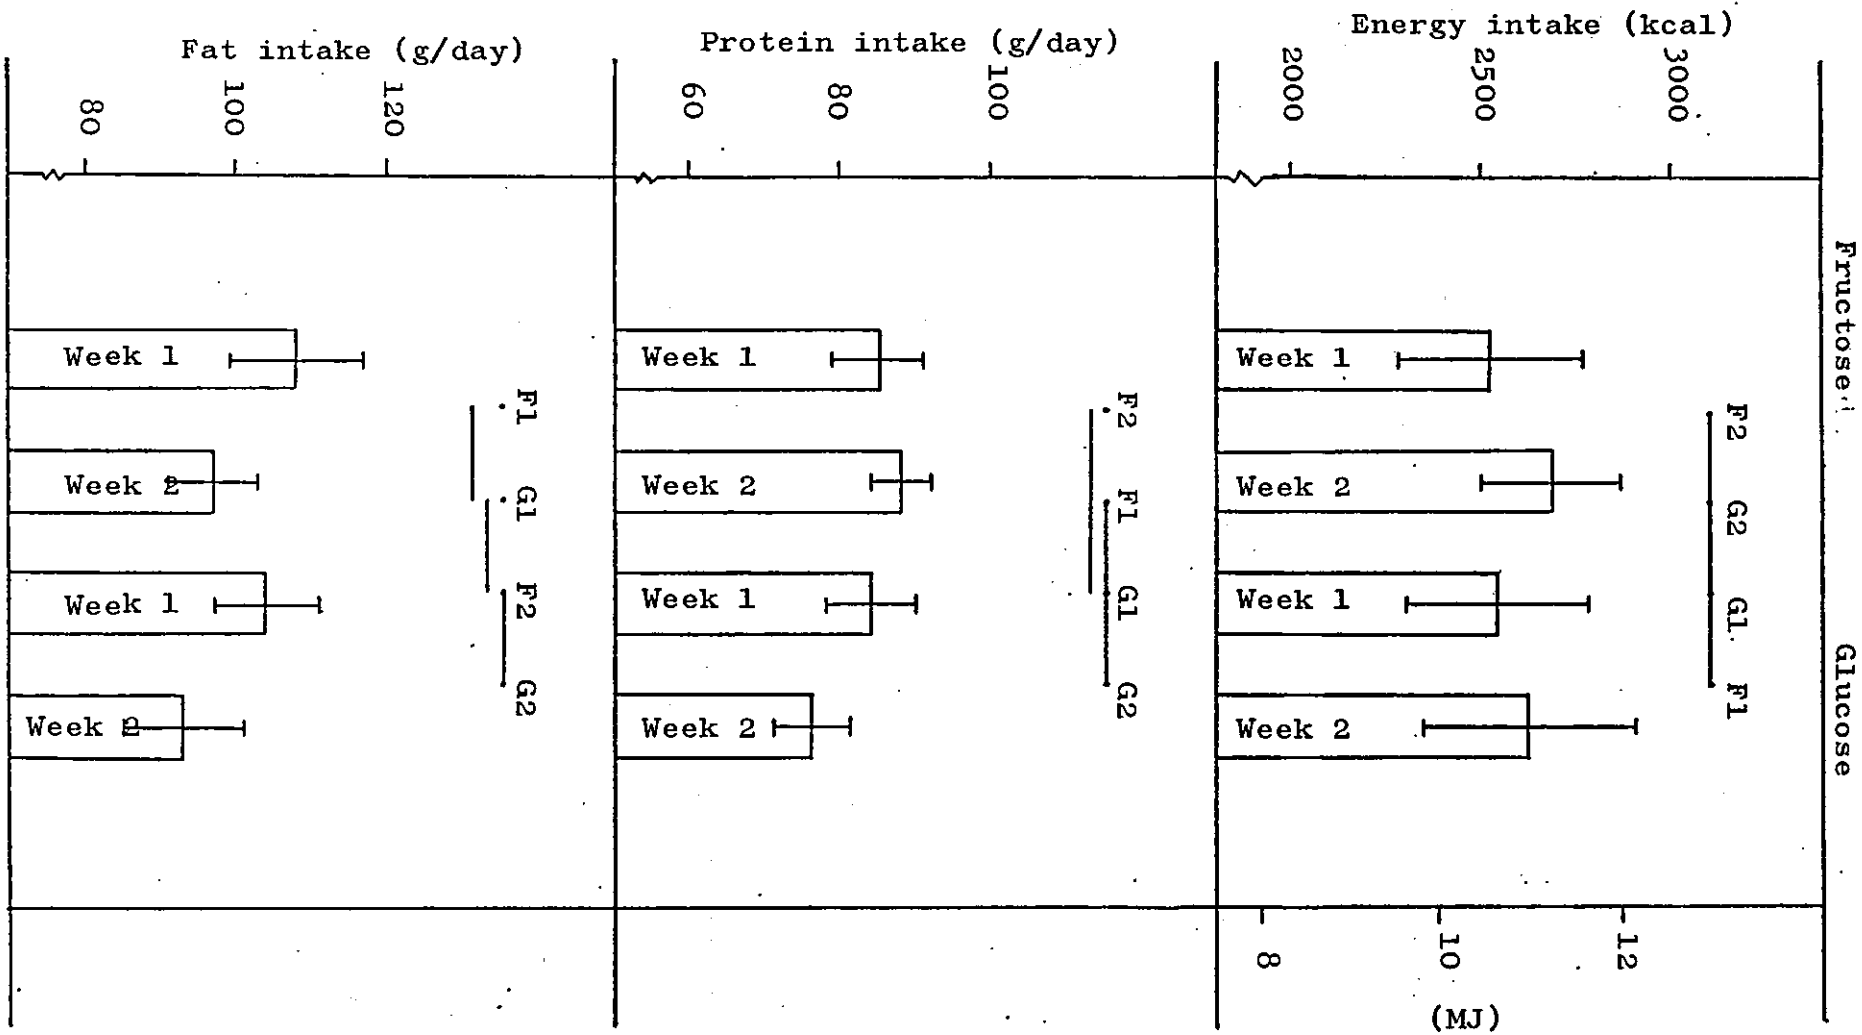 Fat intake (g/day)
80
100
120
Week 1
Week 2
Week 1
Week 2
F1
G1
F2
G2
Protein intake (g/day)
60
80
100
Week 1
Week 2
Week 1
Week 2
F2
F1
G1
G2
Energy intake (kcal)
2000
2500
3000
Week 1
Week 2
Week 1
Week 2
F2
G2
G1
F1
8
10
12
(MJ)
Fructose
Glucose